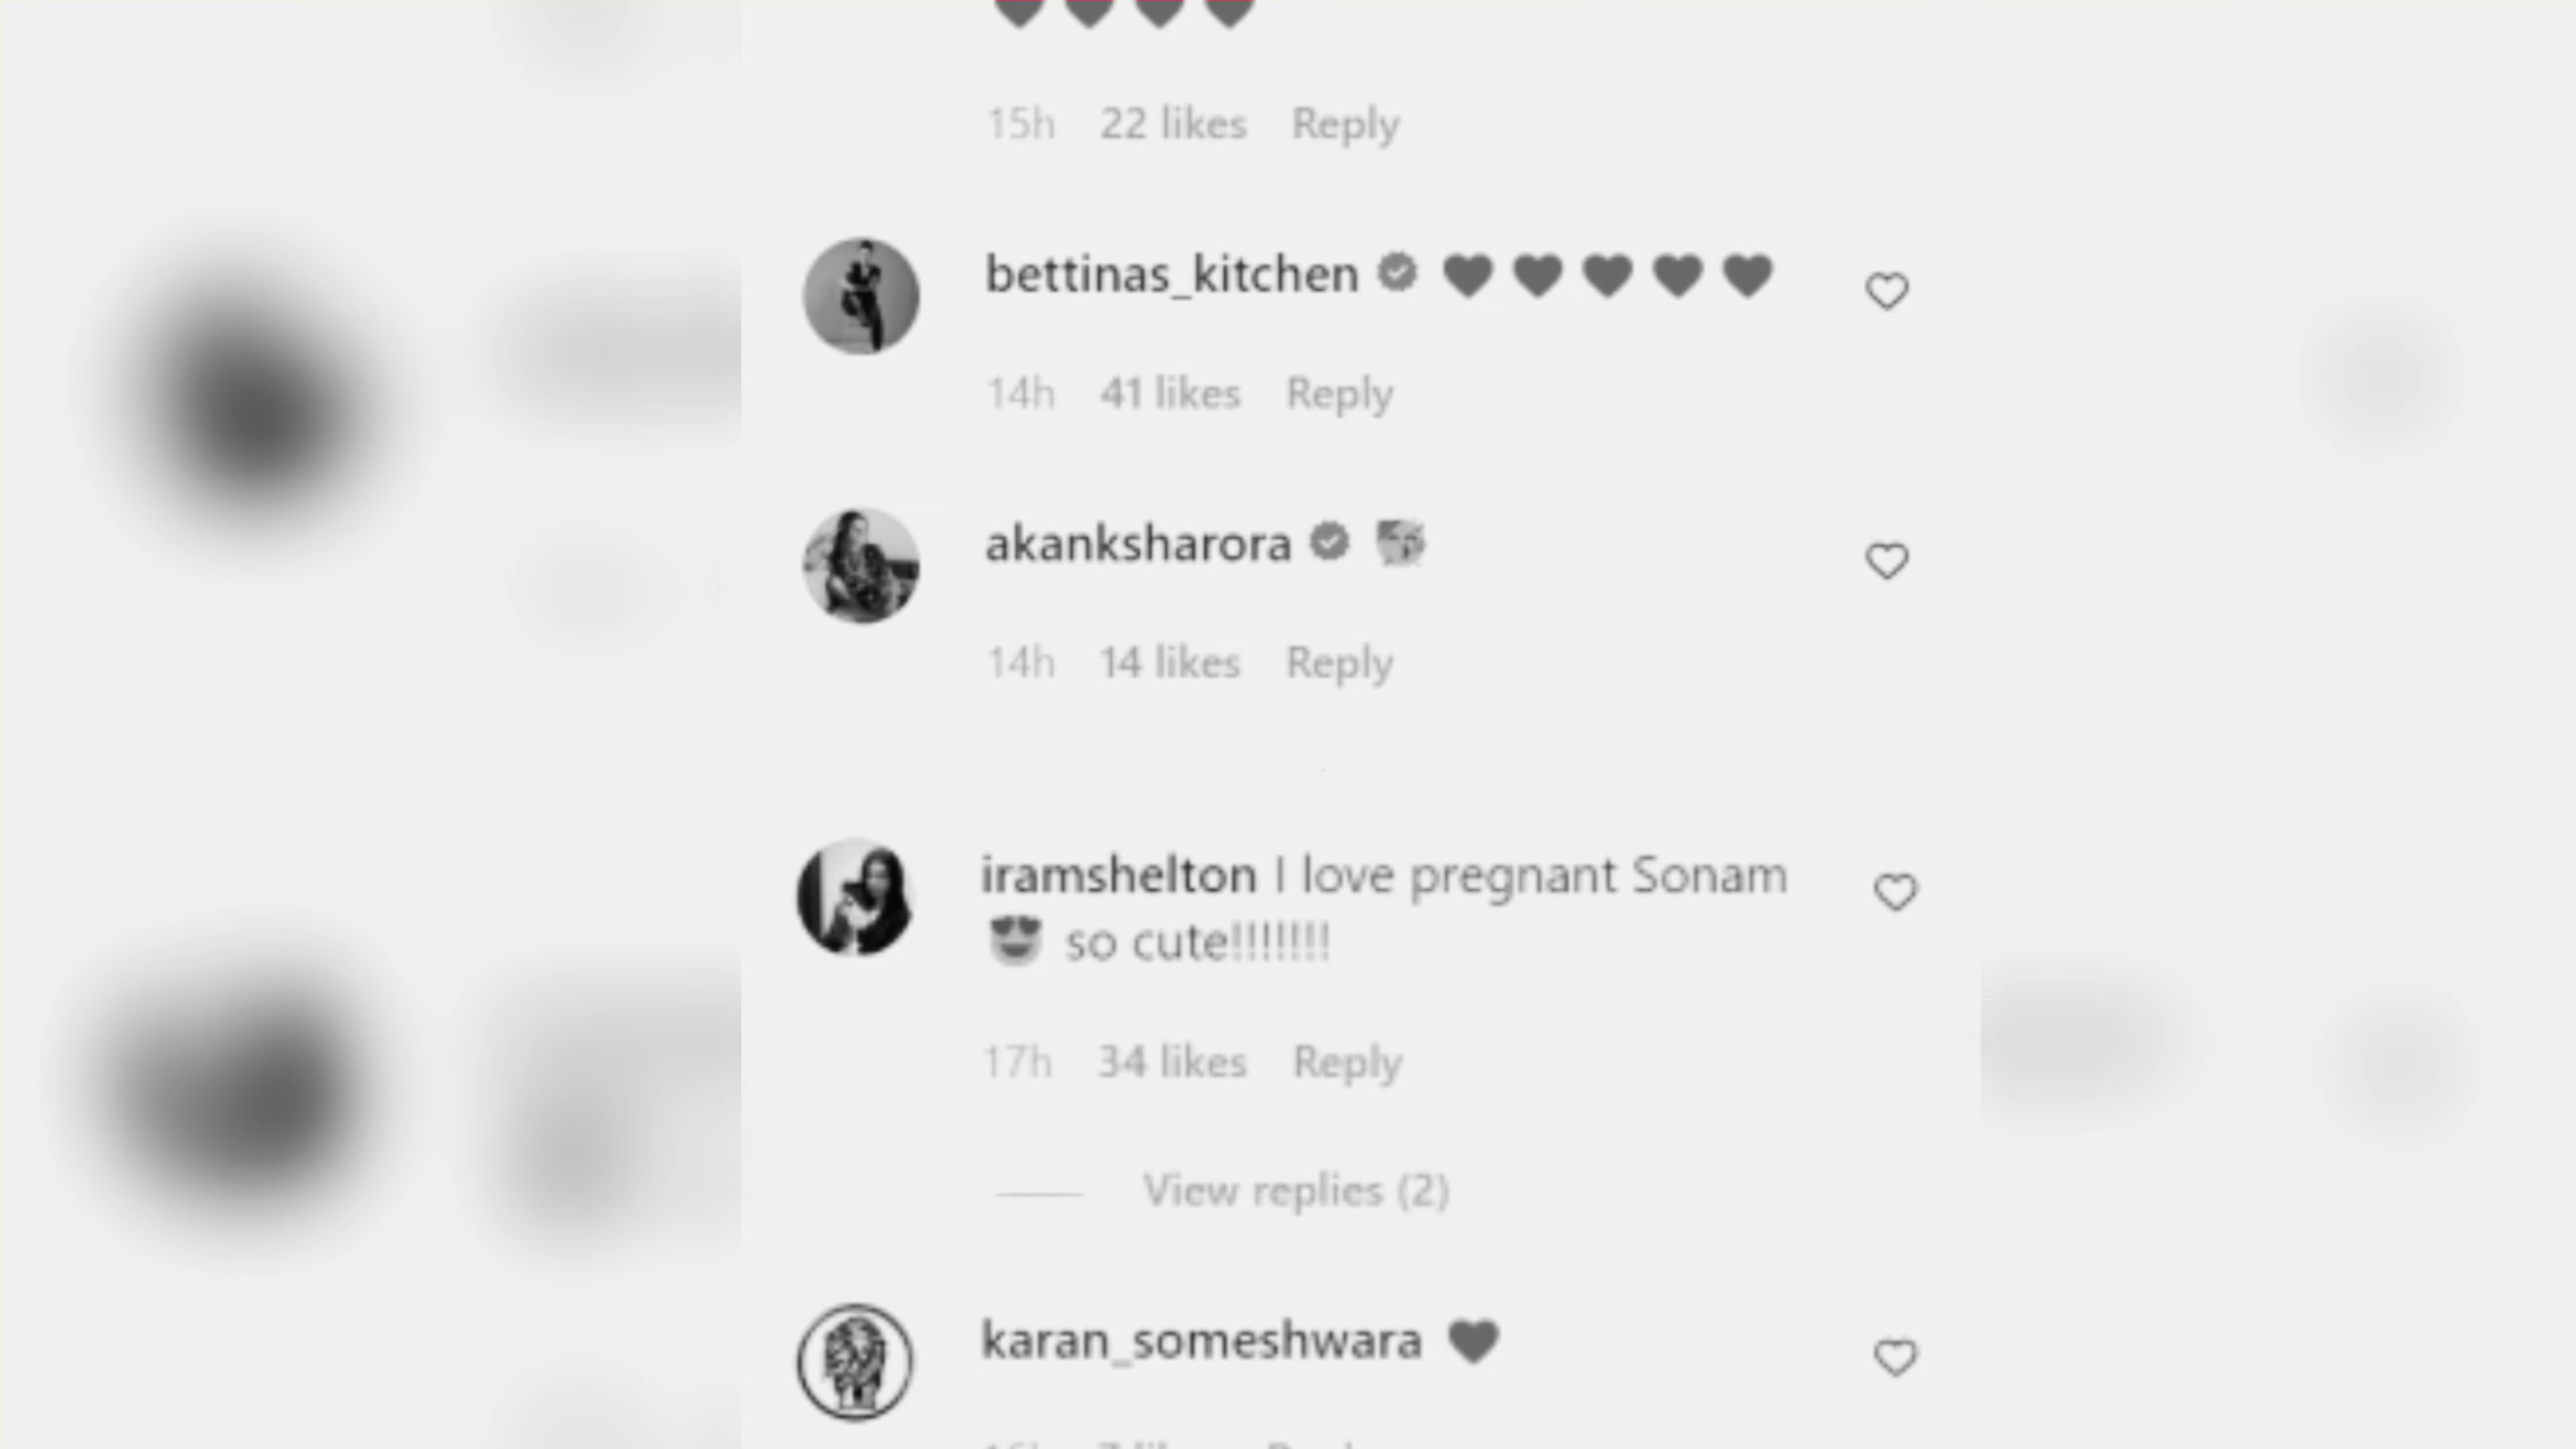 15h 22 likes Reply
bettinas_kitchen
14h 41 likes Reply
akanksharora
14h 14 likes Reply
iramshelton I love pregnant Sonam
so cute!!!!!!!
17h 34 likes Reply
View replies (2)
karan_someshwara